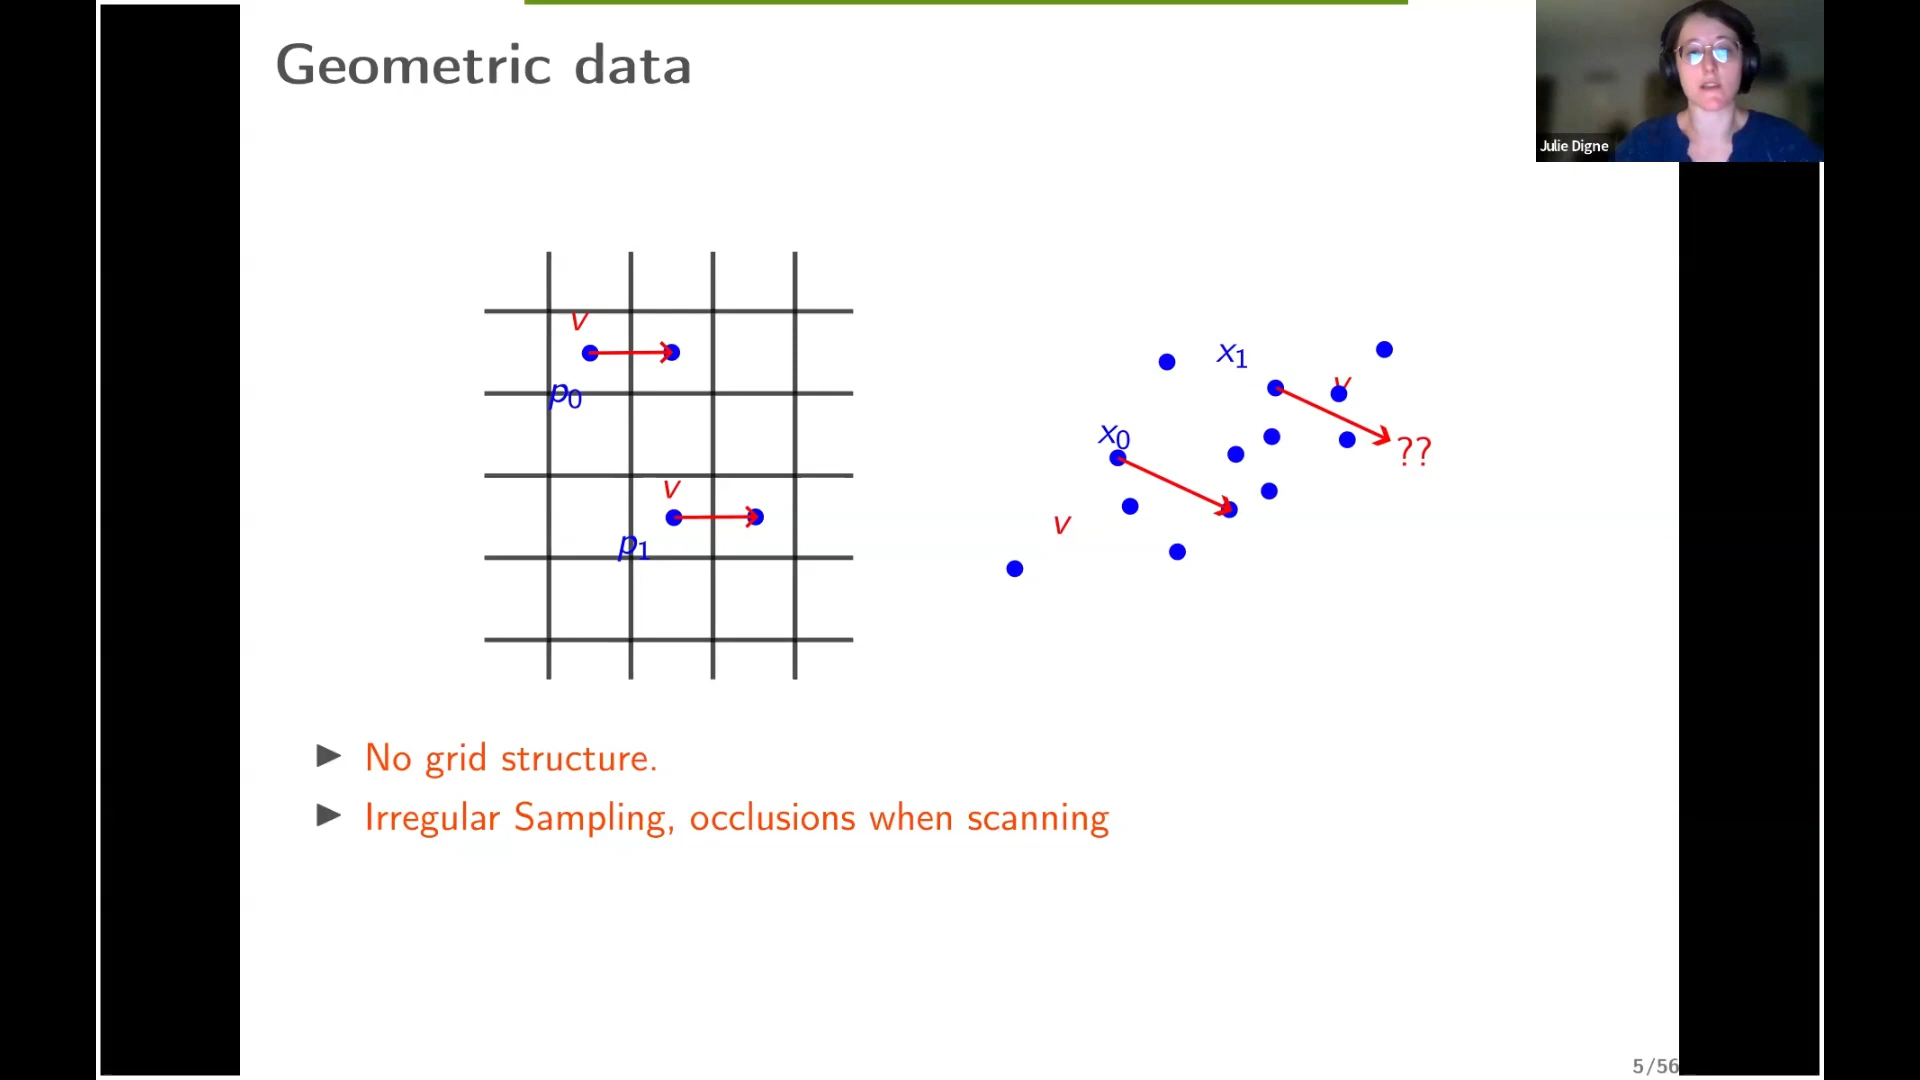 Geometric data
Julie Digne
v
p0
v
p1
x1
v
x0
??
v
No grid structure.
Irregular Sampling, occlusions when scanning
5/56